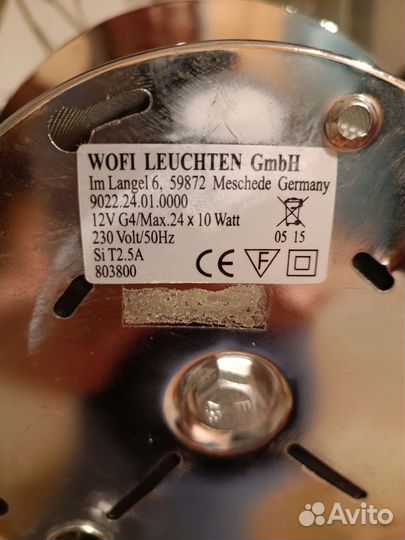 WOFI LEUCHTEN GmbH
Im Langel 6, 59872 Meschede Germany
9022.24.01.0000
12V G4/Max.24 x 10 Watt
230 Volt/50Hz
05 15
Si T2.5A
803800
CE F
Avito